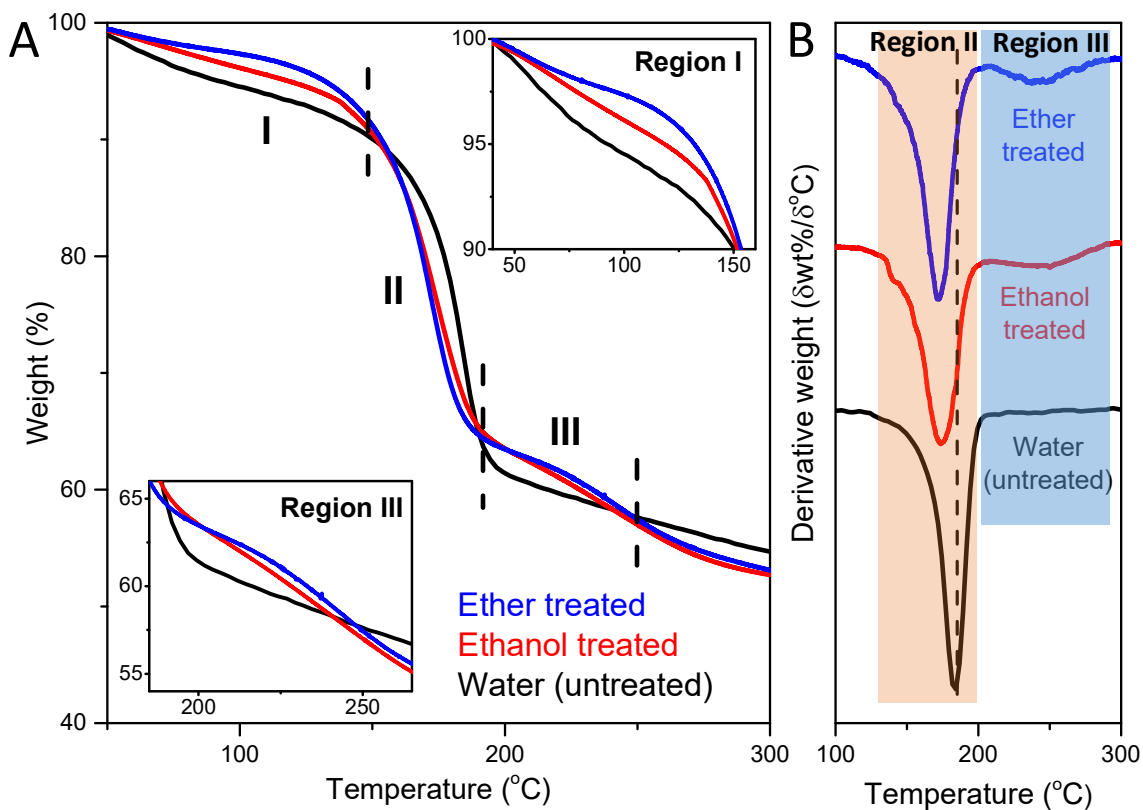 A
100
80
60
40
Weight (%)
100
200
300
Temperature (°C)
I
II
III
Region I
100
95
90
50
100
150
Region III
65
60
55
200
250
Ether treated
Ethanol treated
Water (untreated)
B
Region II
Region III
Ether
treated
Ethanol
treated
Water
(untreated)
Derivative weight (δwt%/δ°C)
100
200
300
Temperature (°C)